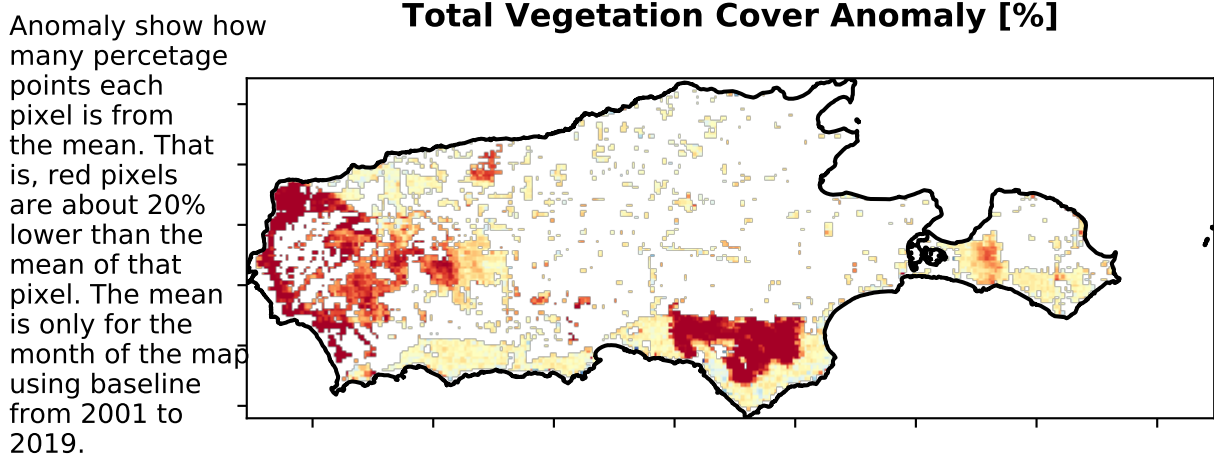 Total Vegetation Cover Anomaly [%]
Anomaly show how
many percetage
points each
pixel is from
the mean. That
is, red pixels
are about 20%
lower than the
mean of that
pixel. The mean
is only for the
month of the map
using baseline
from 2001 to
2019.